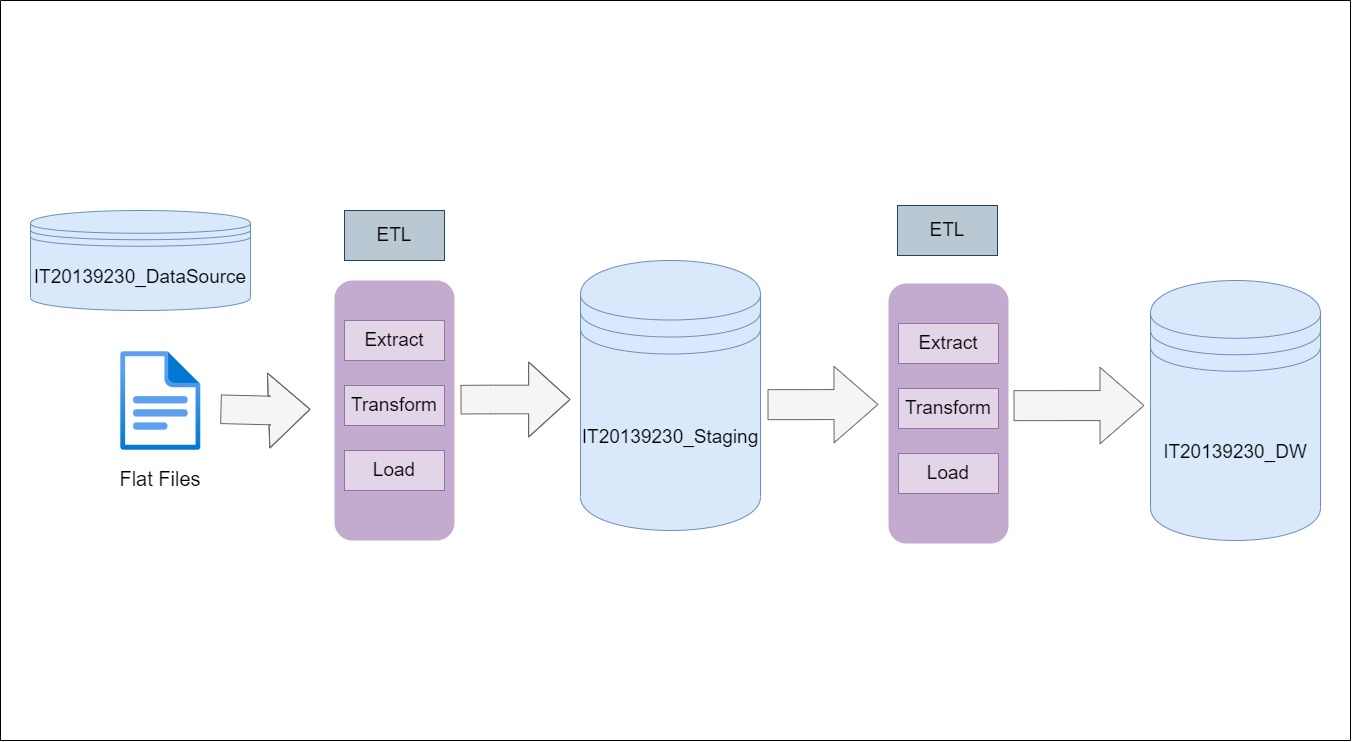 IT20139230_DataSource
Flat Files
ETL
Extract
Transform
Load
IT20139230_Staging
ETL
Extract
Transform
Load
IT20139230_DW